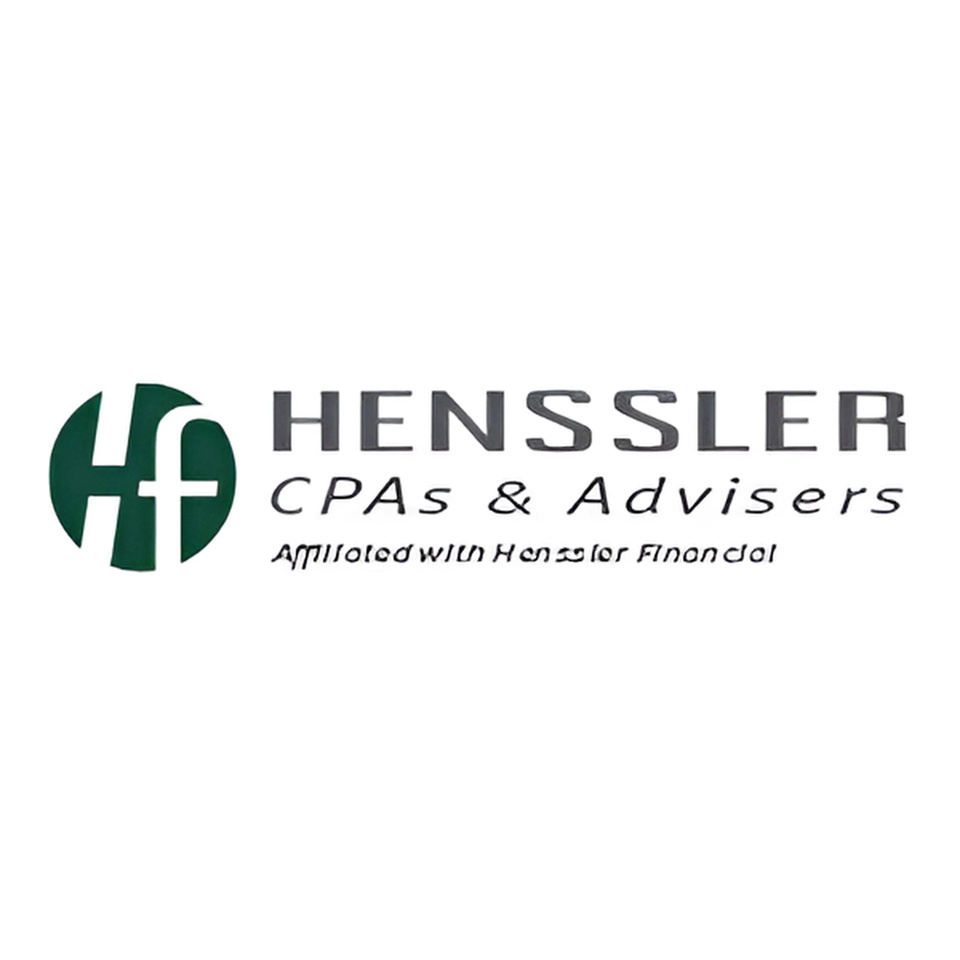 Hf
HENSSLER
CPAs & Advisers
Affiliated with Henssler Financial